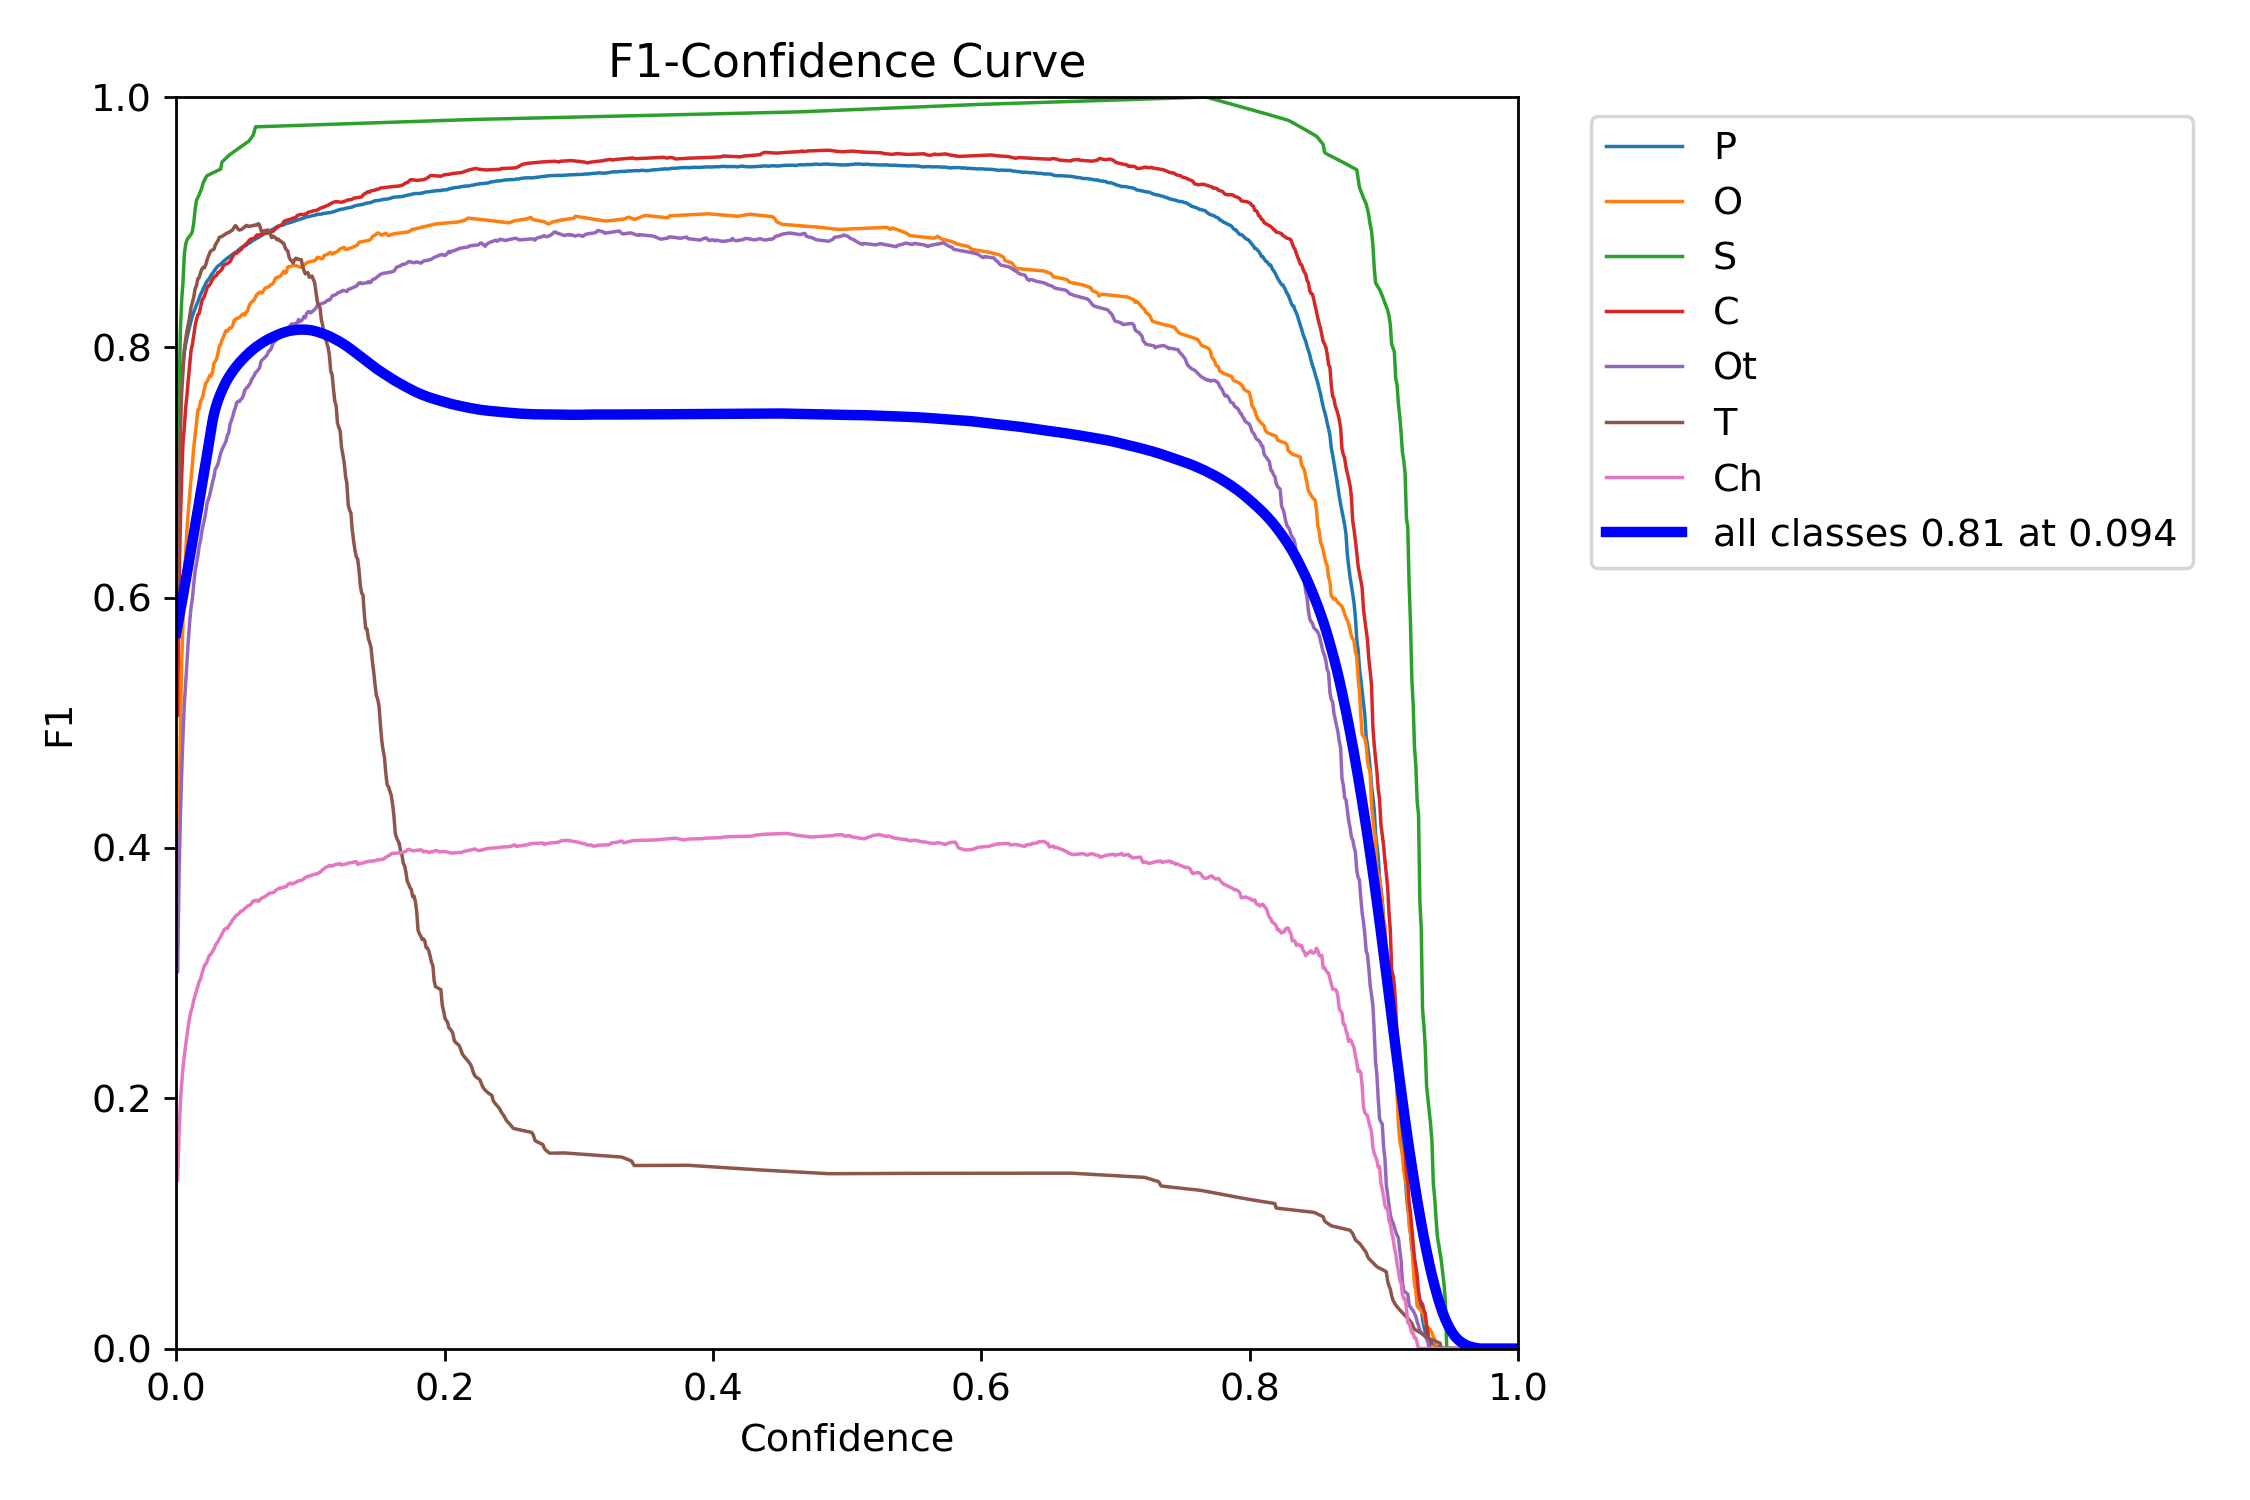 F1-Confidence Curve
1.0
0.8
0.6
0.4
0.2
0.0
F1
0.0 0.2 0.4 0.6 0.8 1.0
Confidence
P
O
S
C
Ot
T
Ch
all classes 0.81 at 0.094